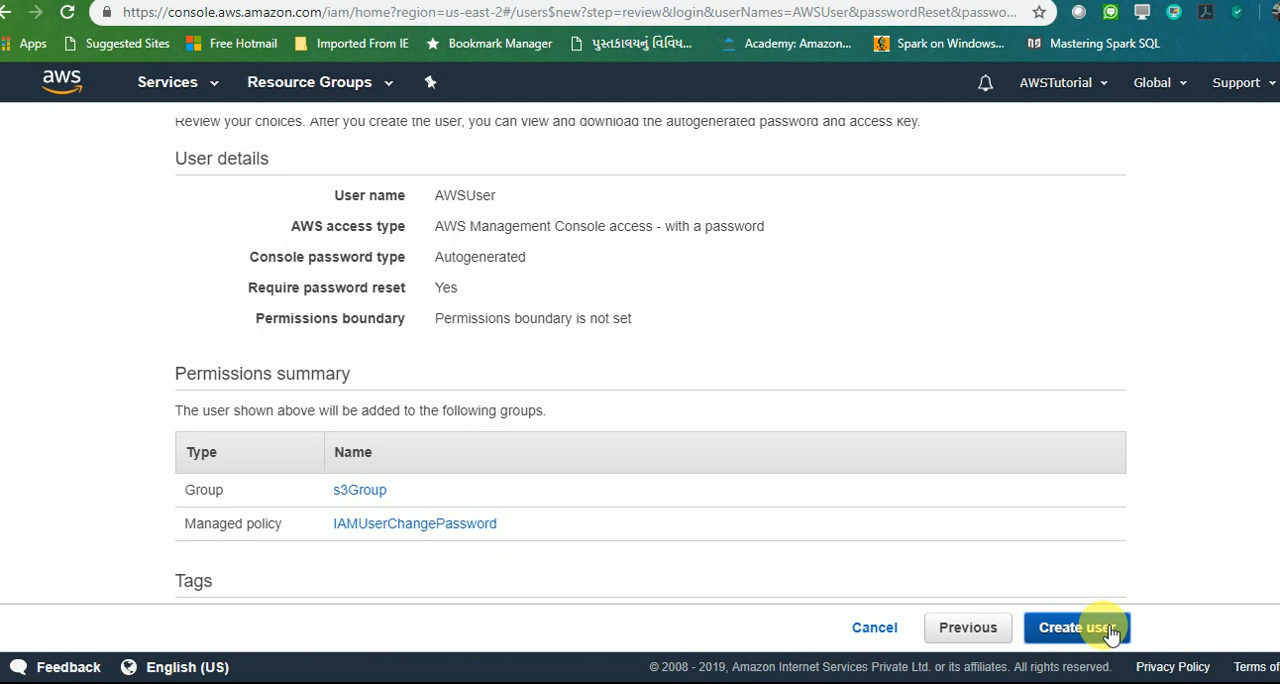 https://console.aws.amazon.com/iam/home?region=us-east-2#/users$new?step=review&login&userNames=AWSUser&passwordReset&passwo...
Apps Suggested Sites Free Hotmail Imported From IE Bookmark Manager પુસ્તકાલયનું વિવિધ... Academy: Amazon... Spark on Windows... Mastering Spark SQL
aws Services Resource Groups AWSTutorial Global Support
Review your choices. After you create the user, you can view and download the autogenerated password and access key.
User details
User name AWSUser
AWS access type AWS Management Console access - with a password
Console password type Autogenerated
Require password reset Yes
Permissions boundary Permissions boundary is not set
Permissions summary
The user shown above will be added to the following groups.
Type Name
Group s3Group
Managed policy IAMUserChangePassword
Tags
Cancel Previous Create user
Feedback English (US) © 2008 - 2019, Amazon Internet Services Private Ltd. or its affiliates. All rights reserved. Privacy Policy Terms of